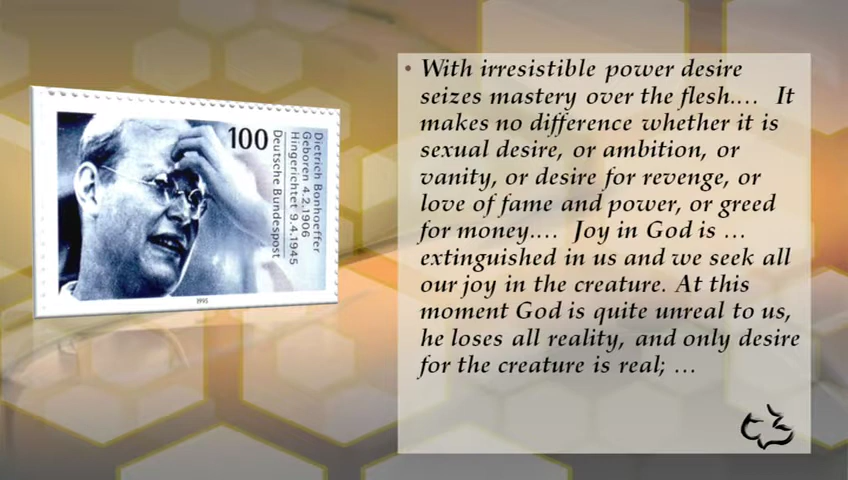 100
Dietrich Bonhoeffer
Geboren 4.2.1906
Hingerichtet 9.4.1945
Deutsche Bundespost
1995
• With irresistible power desire
seizes mastery over the flesh.… It
makes no difference whether it is
sexual desire, or ambition, or
vanity, or desire for revenge, or
love of fame and power, or greed
for money.… Joy in God is …
extinguished in us and we seek all
our joy in the creature. At this
moment God is quite unreal to us,
he loses all reality, and only desire
for the creature is real; …